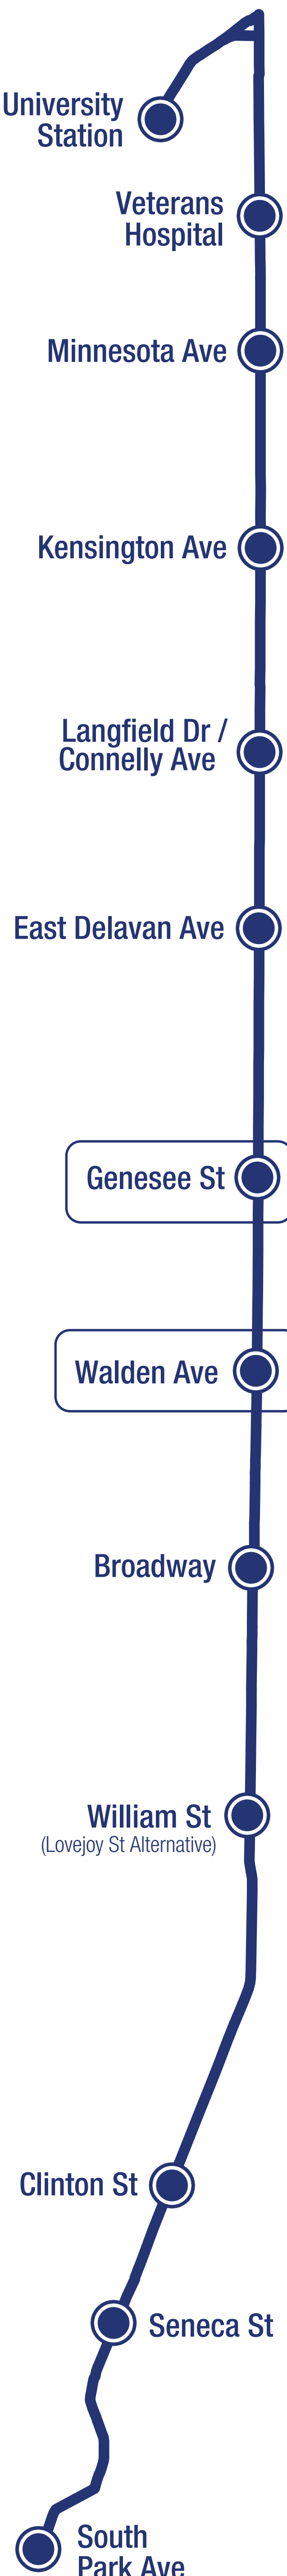 University
Station
Veterans
Hospital
Minnesota Ave
Kensington Ave
Langfield Dr /
Connelly Ave
East Delavan Ave
Genesee St
Walden Ave
Broadway
William St
(Lovejoy St Alternative)
Clinton St
Seneca St
South
Park Ave